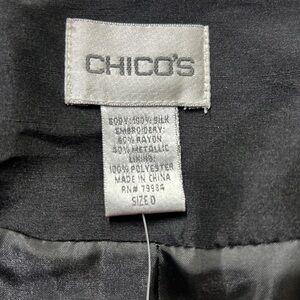 CHICO'S
BODY: 100% SILK
EMBROIDERY:
60% RAYON
40% METALLIC
LINING:
100% POLYESTER
MADE IN CHINA
RN# 79984
SIZE 0